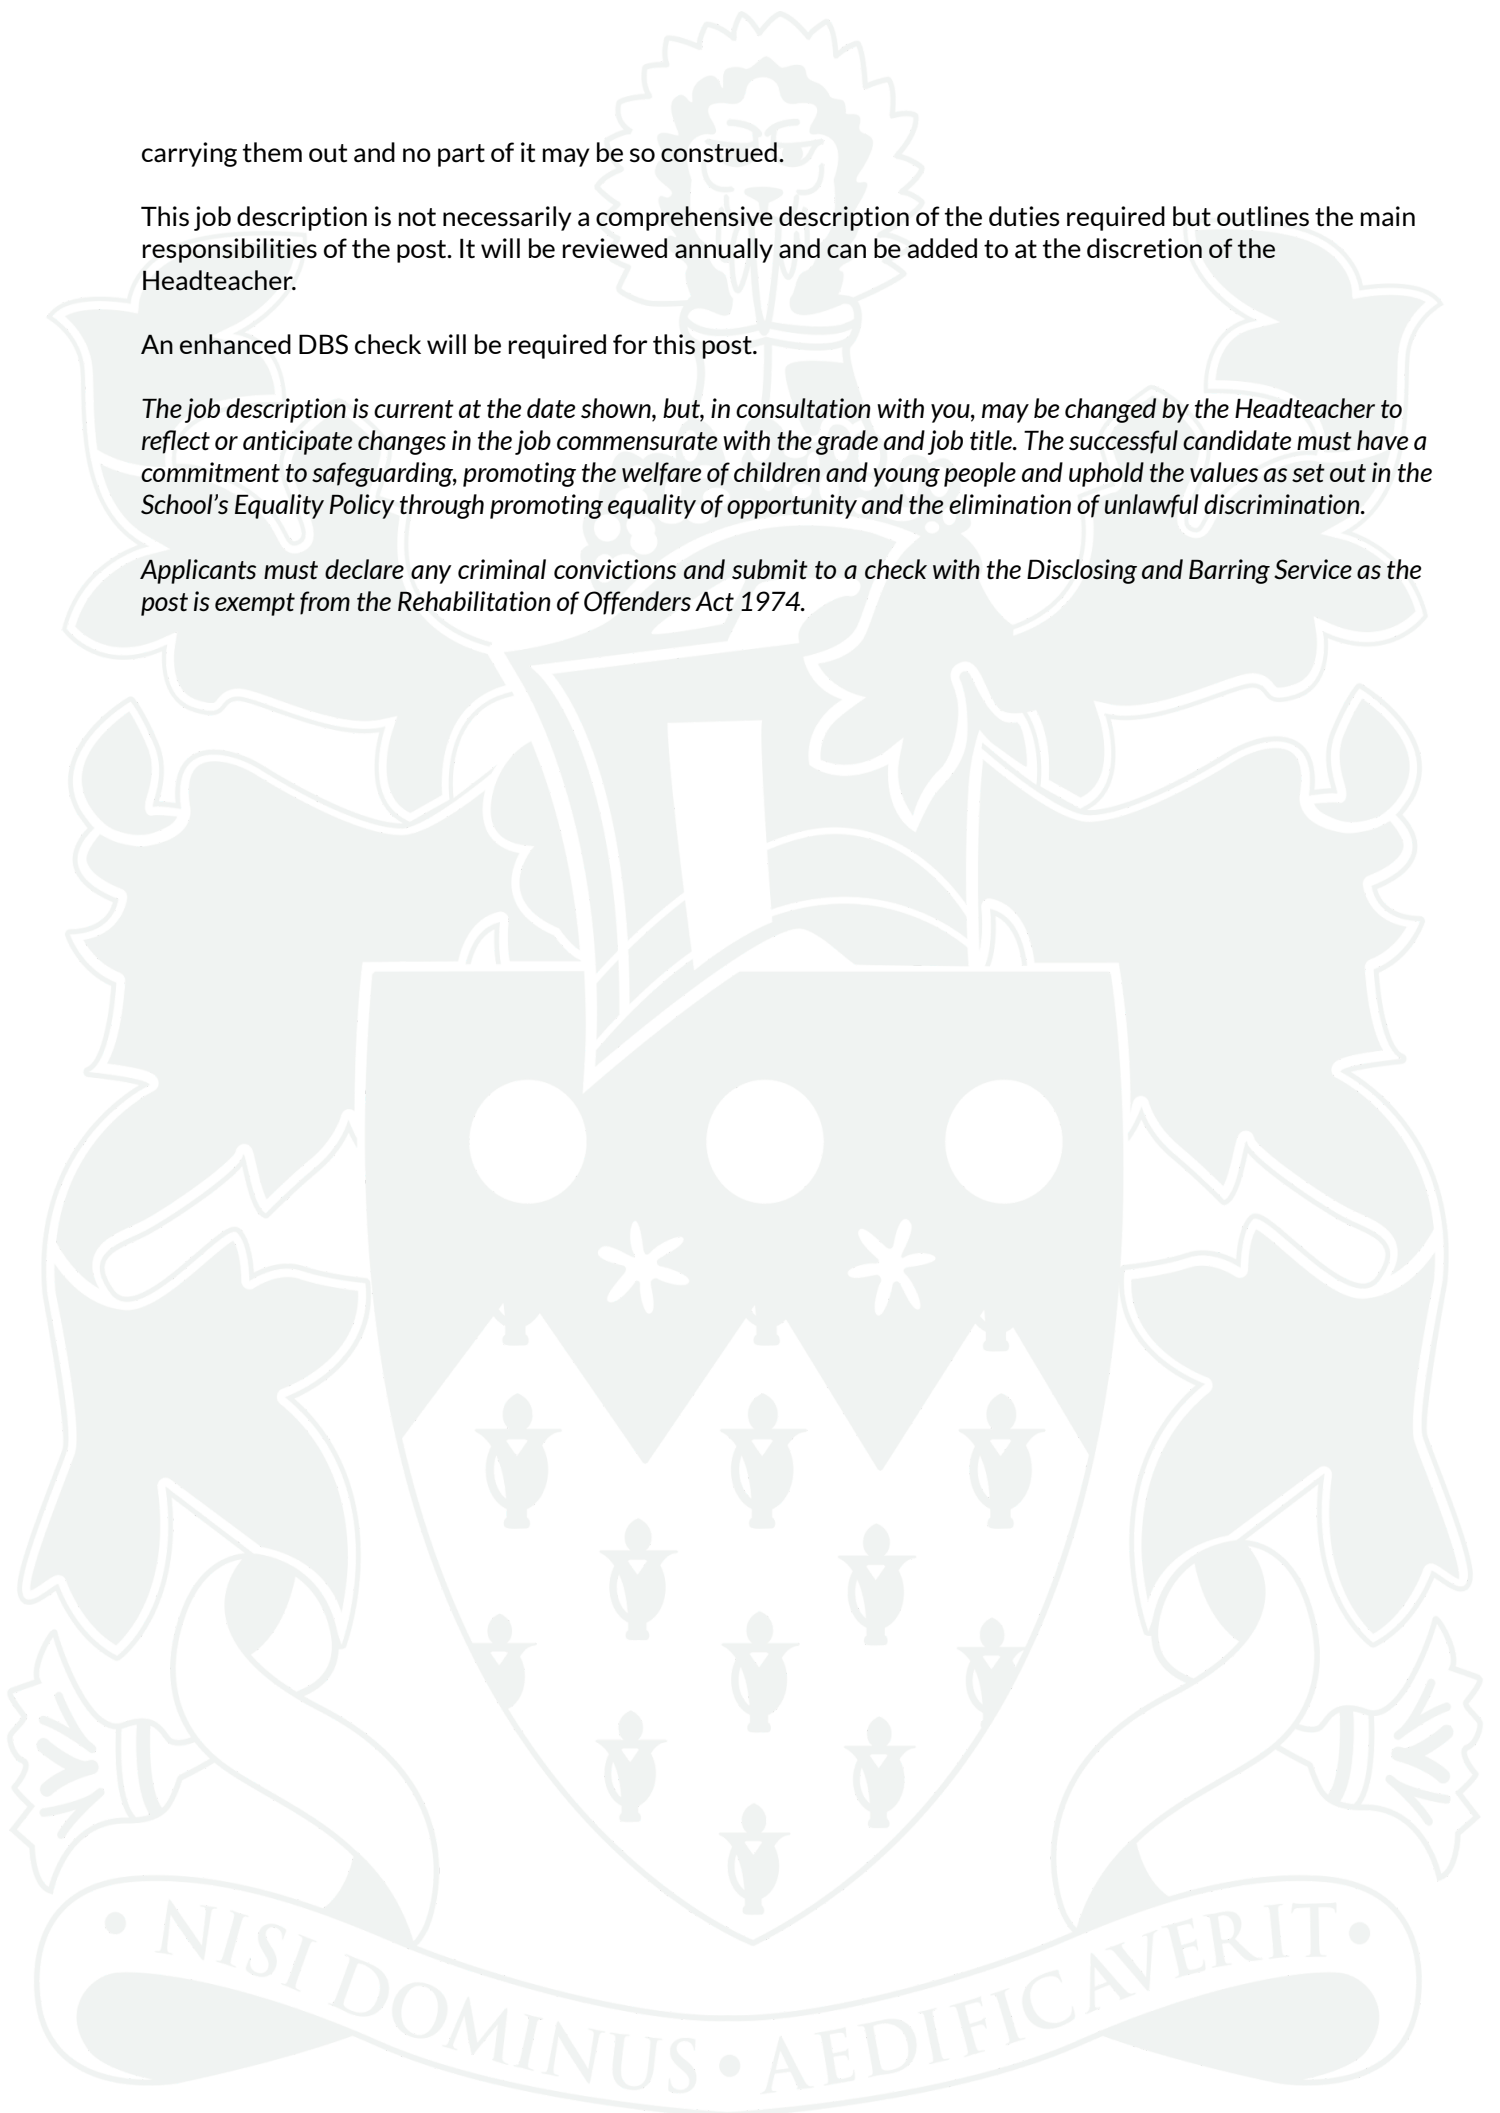 carrying them out and no part of it may be so construed.
This job description is not necessarily a comprehensive description of the duties required but outlines the main
responsibilities of the post. It will be reviewed annually and can be added to at the discretion of the
Headteacher.
An enhanced DBS check will be required for this post.
The job description is current at the date shown, but, in consultation with you, may be changed by the Headteacher to
reflect or anticipate changes in the job commensurate with the grade and job title. The successful candidate must have a
commitment to safeguarding, promoting the welfare of children and young people and uphold the values as set out in the
School’s Equality Policy through promoting equality of opportunity and the elimination of unlawful discrimination.
Applicants must declare any criminal convictions and submit to a check with the Disclosing and Barring Service as the
post is exempt from the Rehabilitation of Offenders Act 1974.
• NISI DOMINUS • AEDIFICAVERIT •